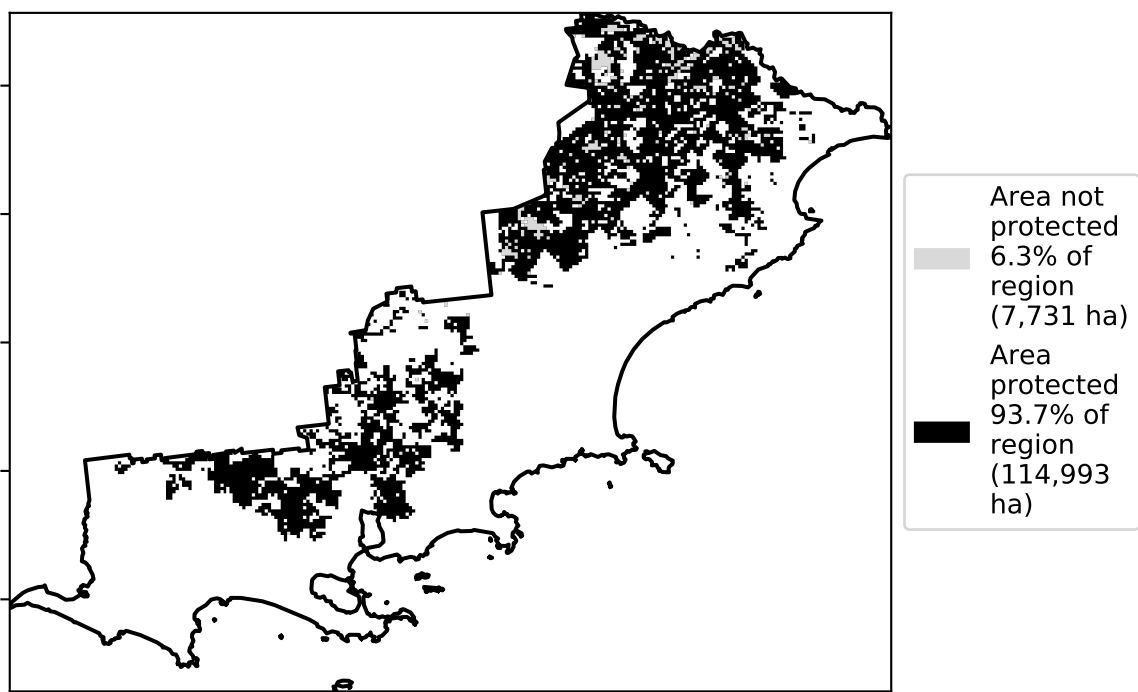 Area not
protected
6.3% of
region
(7,731 ha)
Area
protected
93.7% of
region
(114,993
ha)